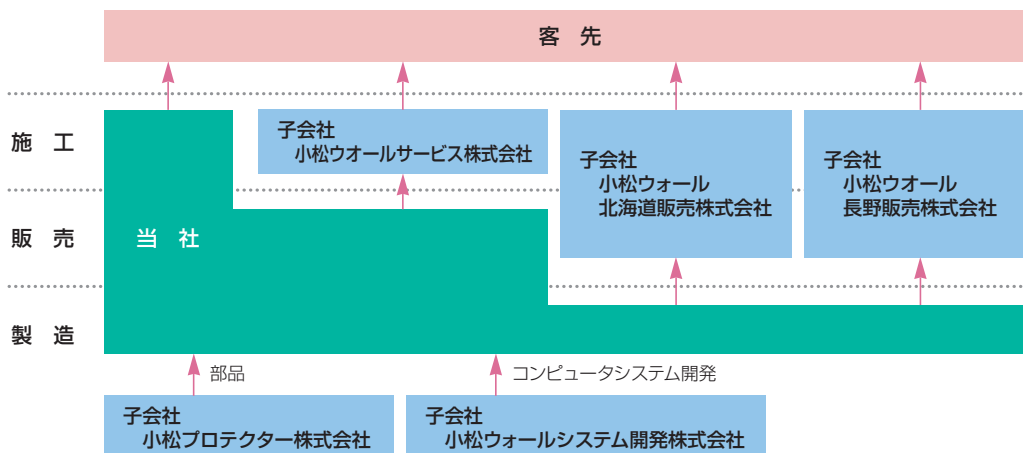 客 先
施 工
子会社
小松ウオールサービス株式会社
子会社
小松ウォール
北海道販売株式会社
子会社
小松ウオール
長野販売株式会社
販 売
当 社
製 造
部品
コンピュータシステム開発
子会社
小松プロテクター株式会社
子会社
小松ウォールシステム開発株式会社